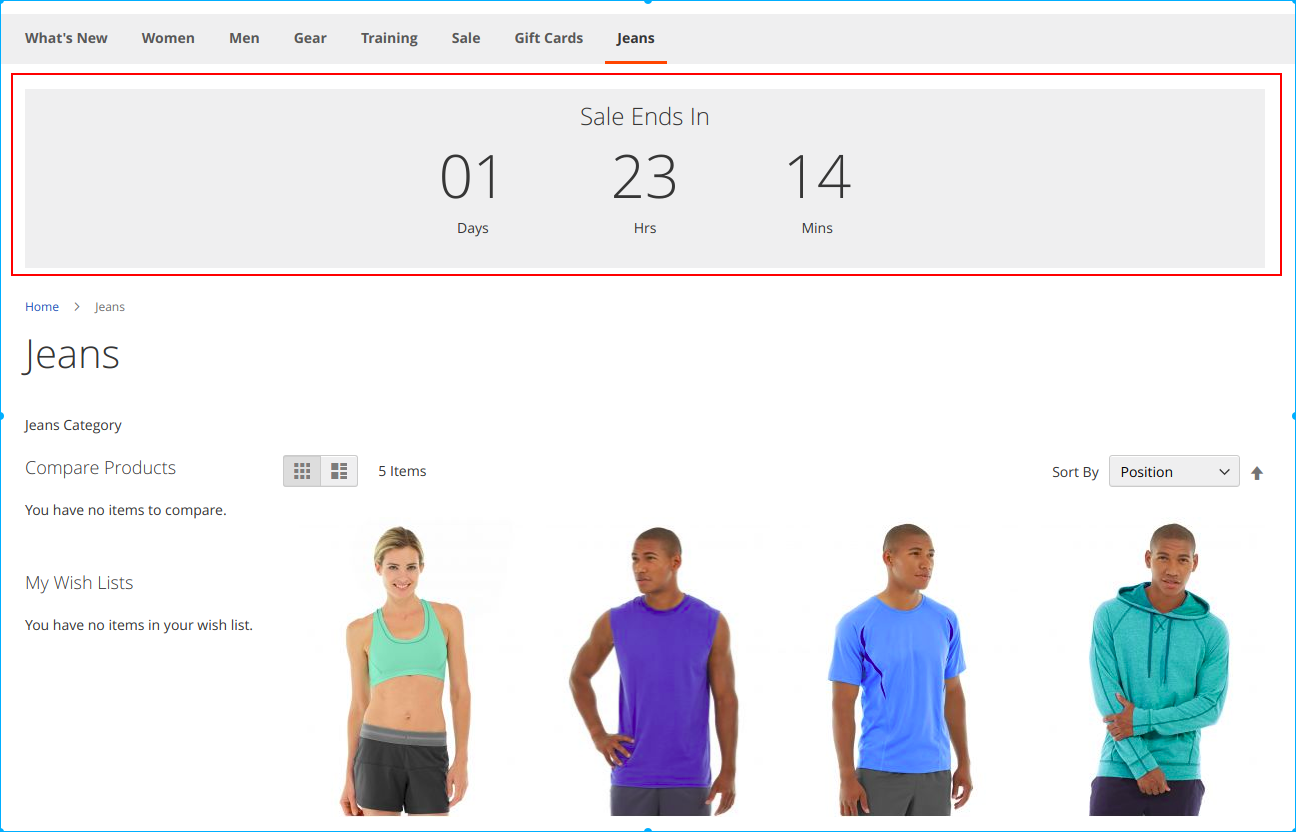 What's New Women Men Gear Training Sale Gift Cards Jeans
Sale Ends In
01 23 14
Days Hrs Mins
Home Jeans
Jeans
Jeans Category
Compare Products
5 Items
Sort By Position
You have no items to compare.
My Wish Lists
You have no items in your wish list.